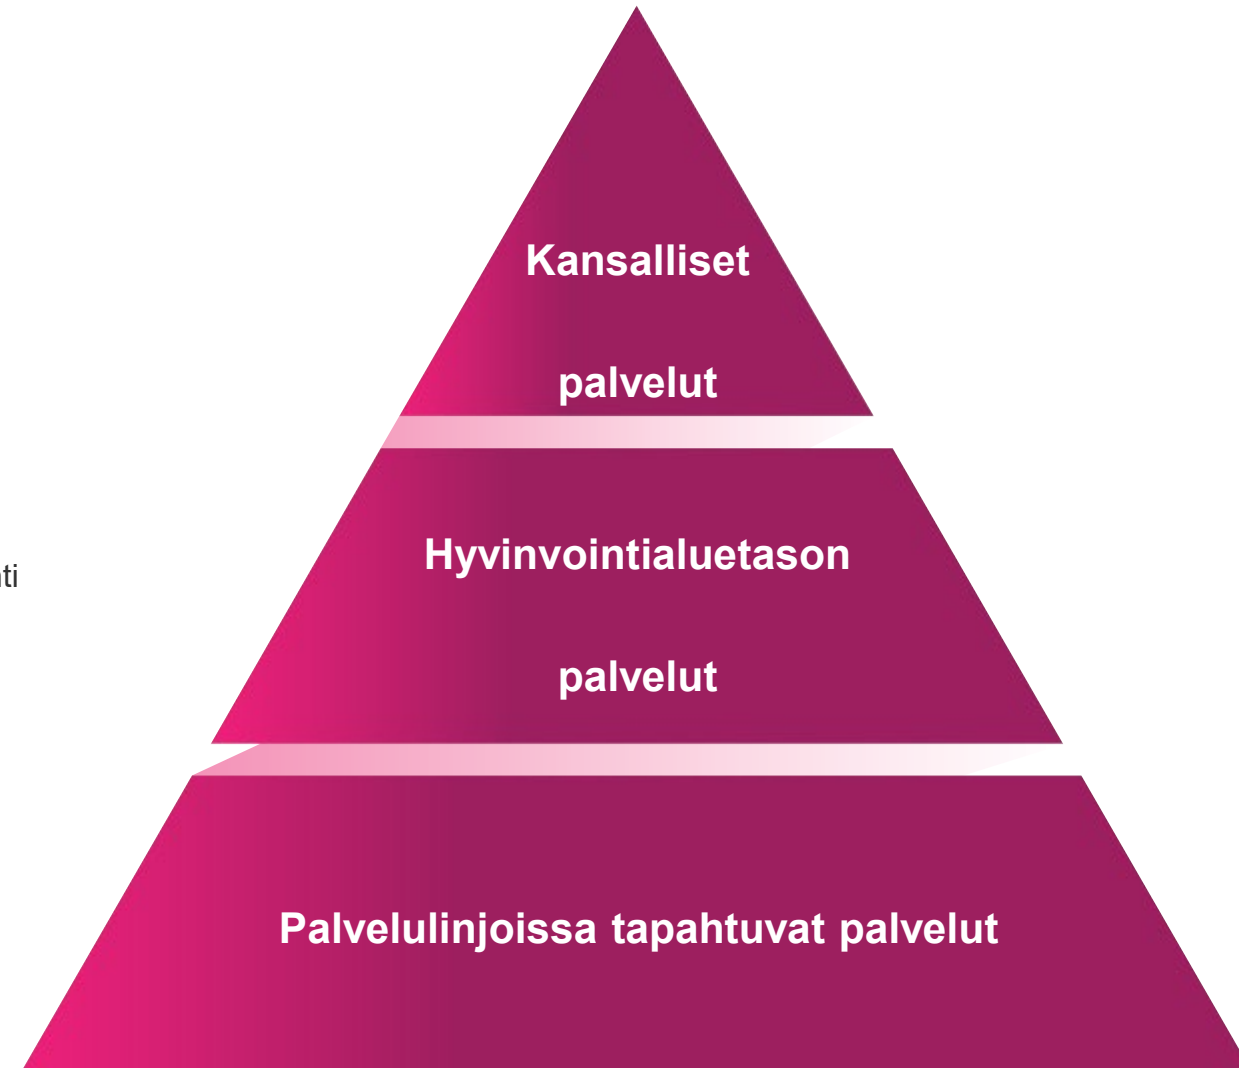 Kansalliset
palvelut
Hyvinvointialuetason
palvelut
Palvelulinjoissa tapahtuvat palvelut